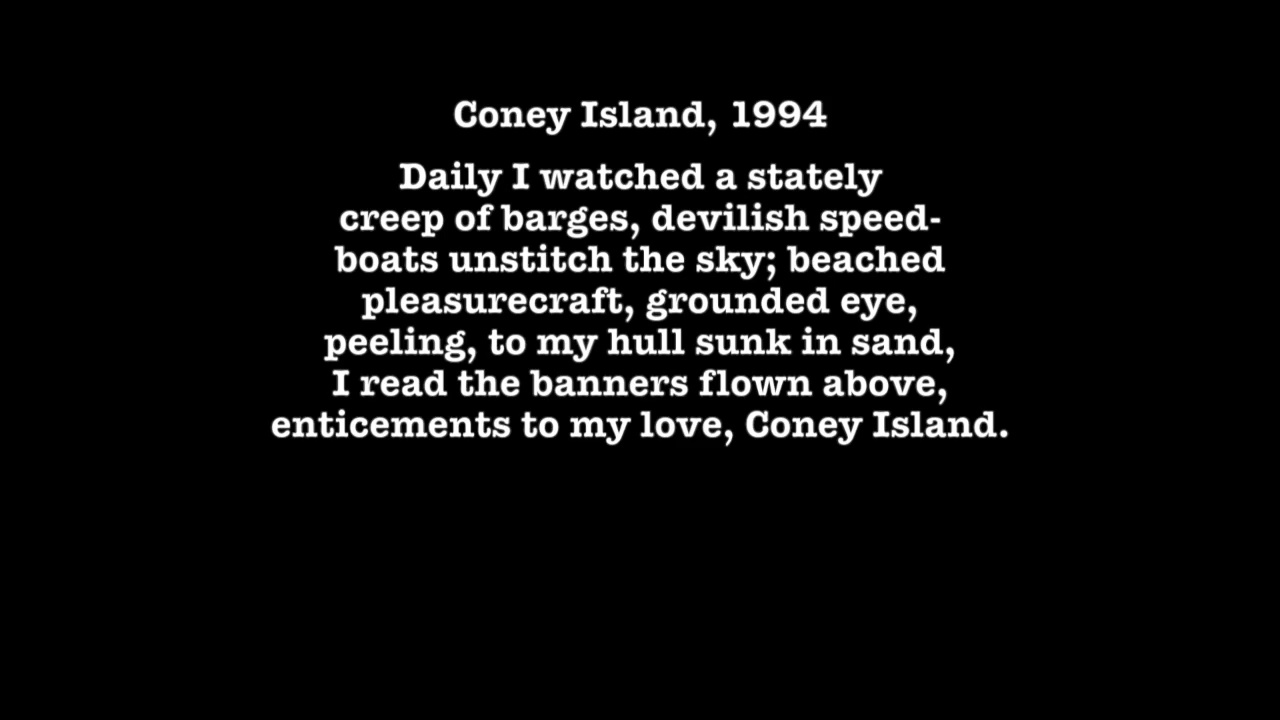 Coney Island, 1994
Daily I watched a stately
creep of barges, devilish speed-
boats unstitch the sky; beached
pleasurecraft, grounded eye,
peeling, to my hull sunk in sand,
I read the banners flown above,
enticements to my love, Coney Island.